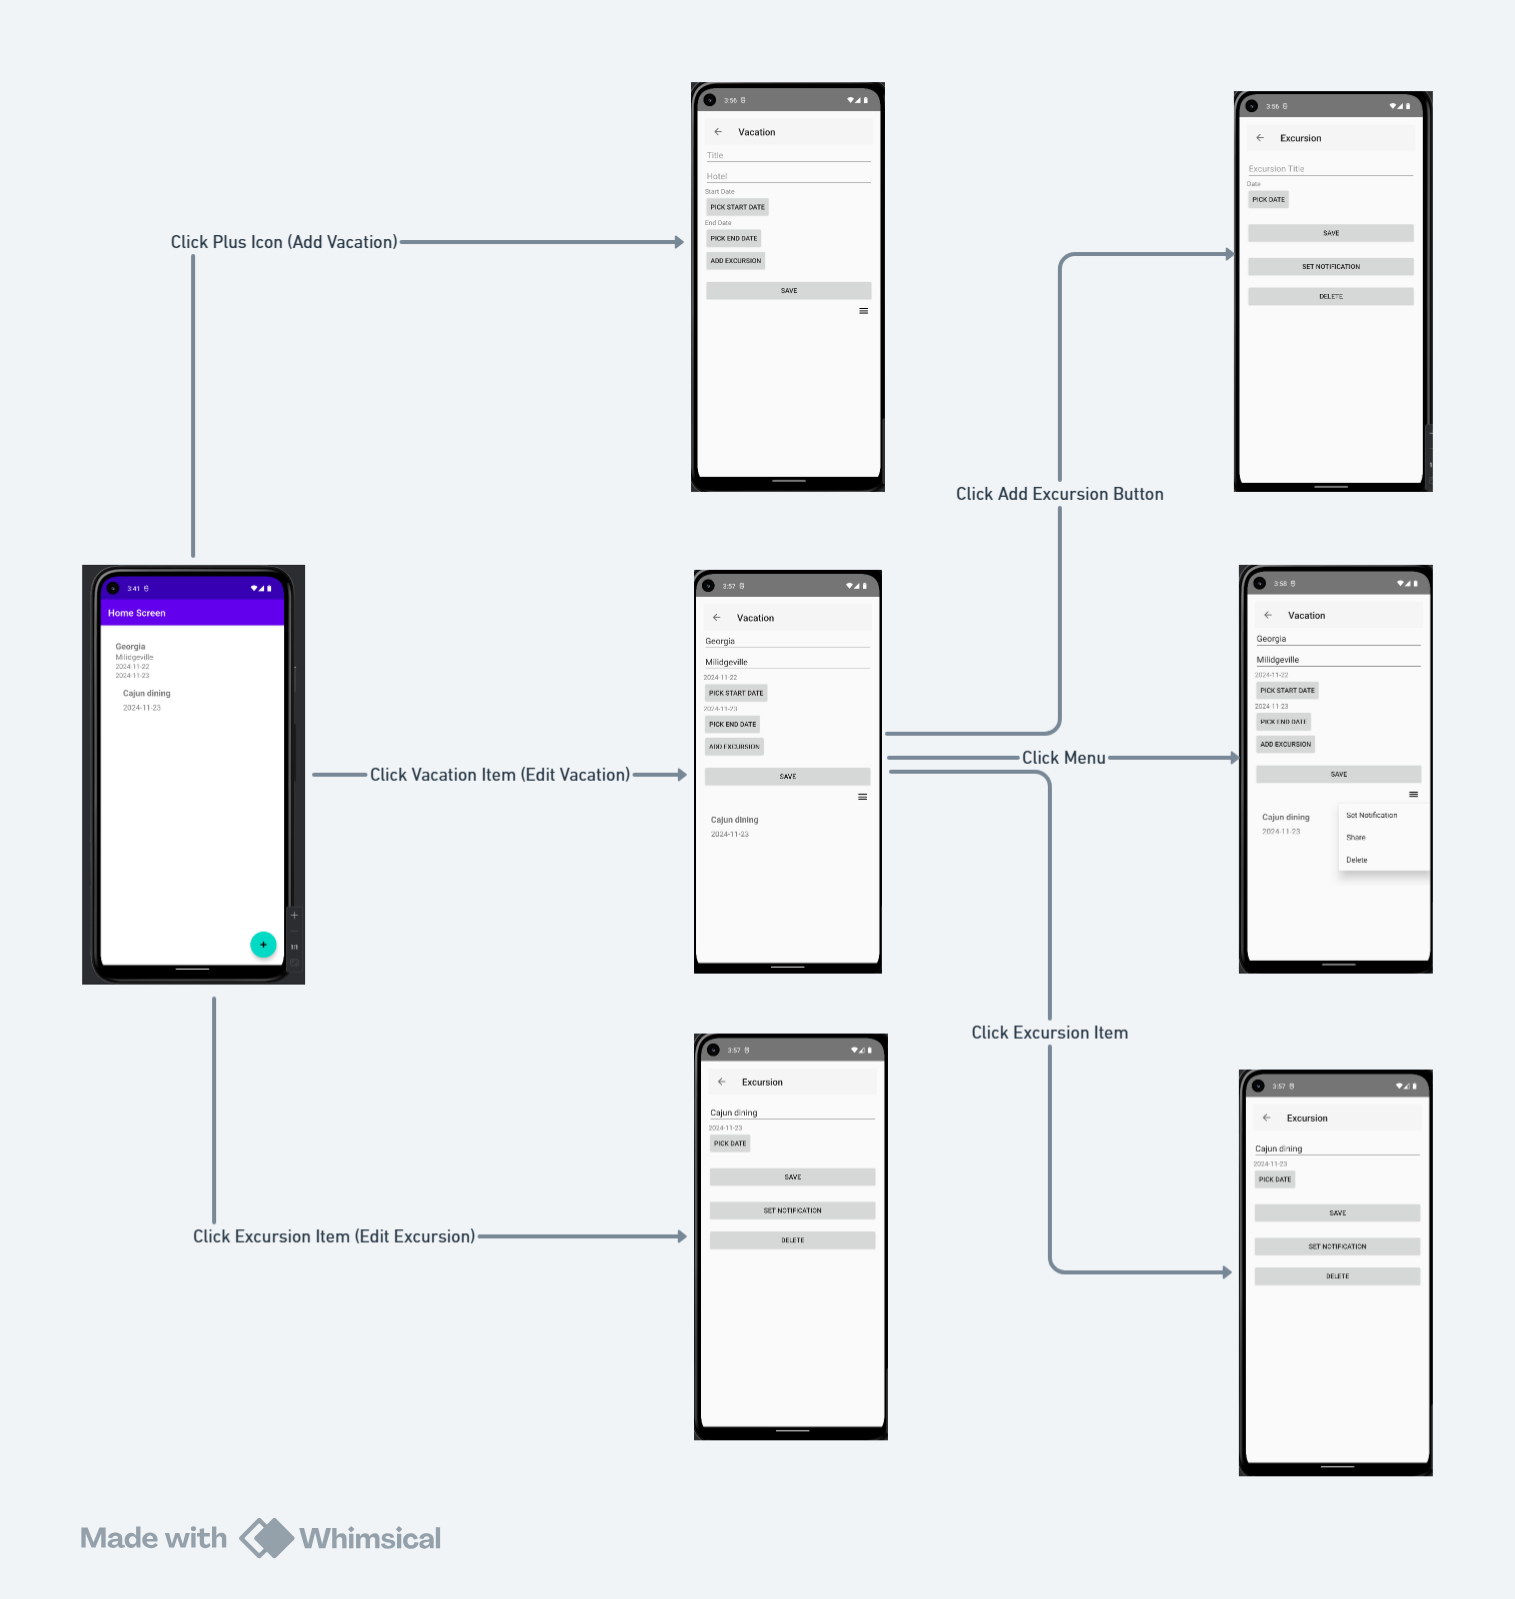 3:56
Vacation
Title
Hotel
Start Date
PICK START DATE
End Date
PICK END DATE
ADD EXCURSION
SAVE
3:56
Excursion
Excursion Title
Date
PICK DATE
SAVE
SET NOTIFICATION
DELETE
Click Plus Icon (Add Vacation)
Click Add Excursion Button
3:41
Home Screen
Georgia
Milidgeville
2024-11-22
2024-11-23
Cajun dining
2024-11-23
+
1:1
Click Vacation Item (Edit Vacation)
3:57
Vacation
Georgia
Milidgeville
2024-11-22
PICK START DATE
2024-11-23
PICK END DATE
ADD EXCURSION
SAVE
Cajun dining
2024-11-23
Click Menu
3:58
Vacation
Georgia
Milidgeville
2024-11-22
PICK START DATE
2024-11-23
PICK END DATE
ADD EXCURSION
SAVE
Cajun dining
2024-11-23
Set Notification
Share
Delete
Click Excursion Item
Click Excursion Item (Edit Excursion)
3:57
Excursion
Cajun dining
2024-11-23
PICK DATE
SAVE
SET NOTIFICATION
DELETE
3:57
Excursion
Cajun dining
2024-11-23
PICK DATE
SAVE
SET NOTIFICATION
DELETE
Made with Whimsical